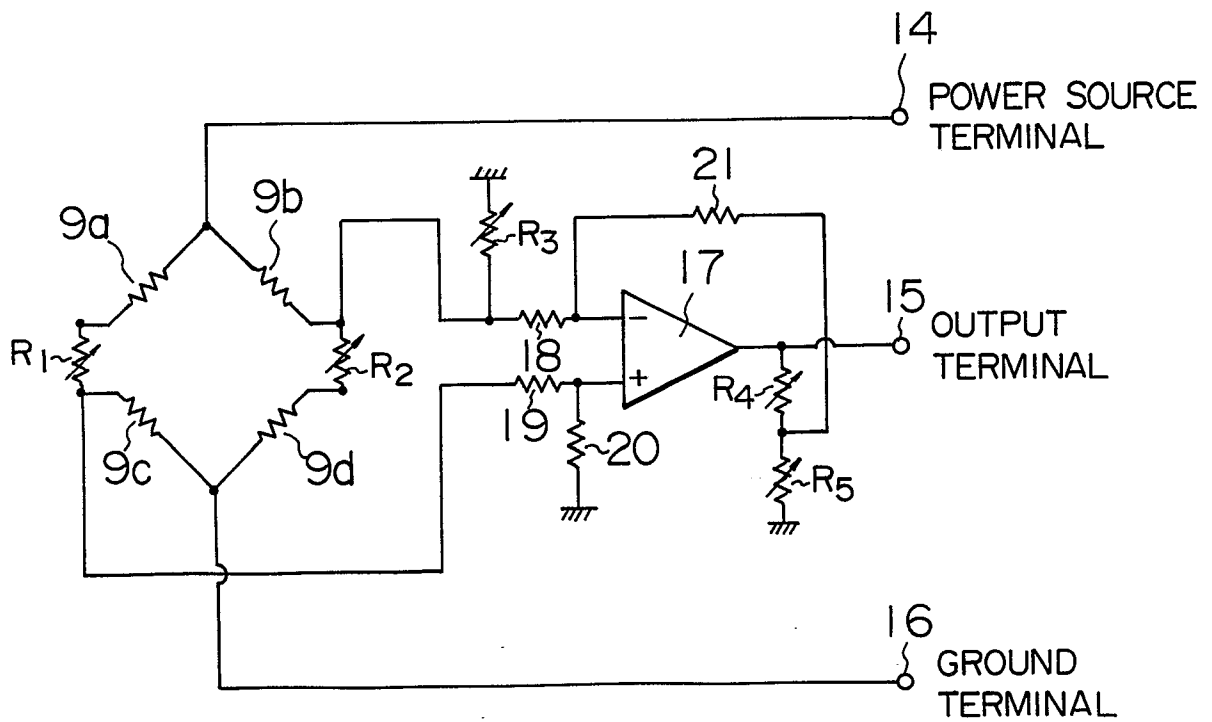 14
POWER SOURCE
TERMINAL
21
9a
9b
R3
17
15
OUTPUT
TERMINAL
R1
R2
18
R4
19
20
9c
9d
R5
16
GROUND
TERMINAL